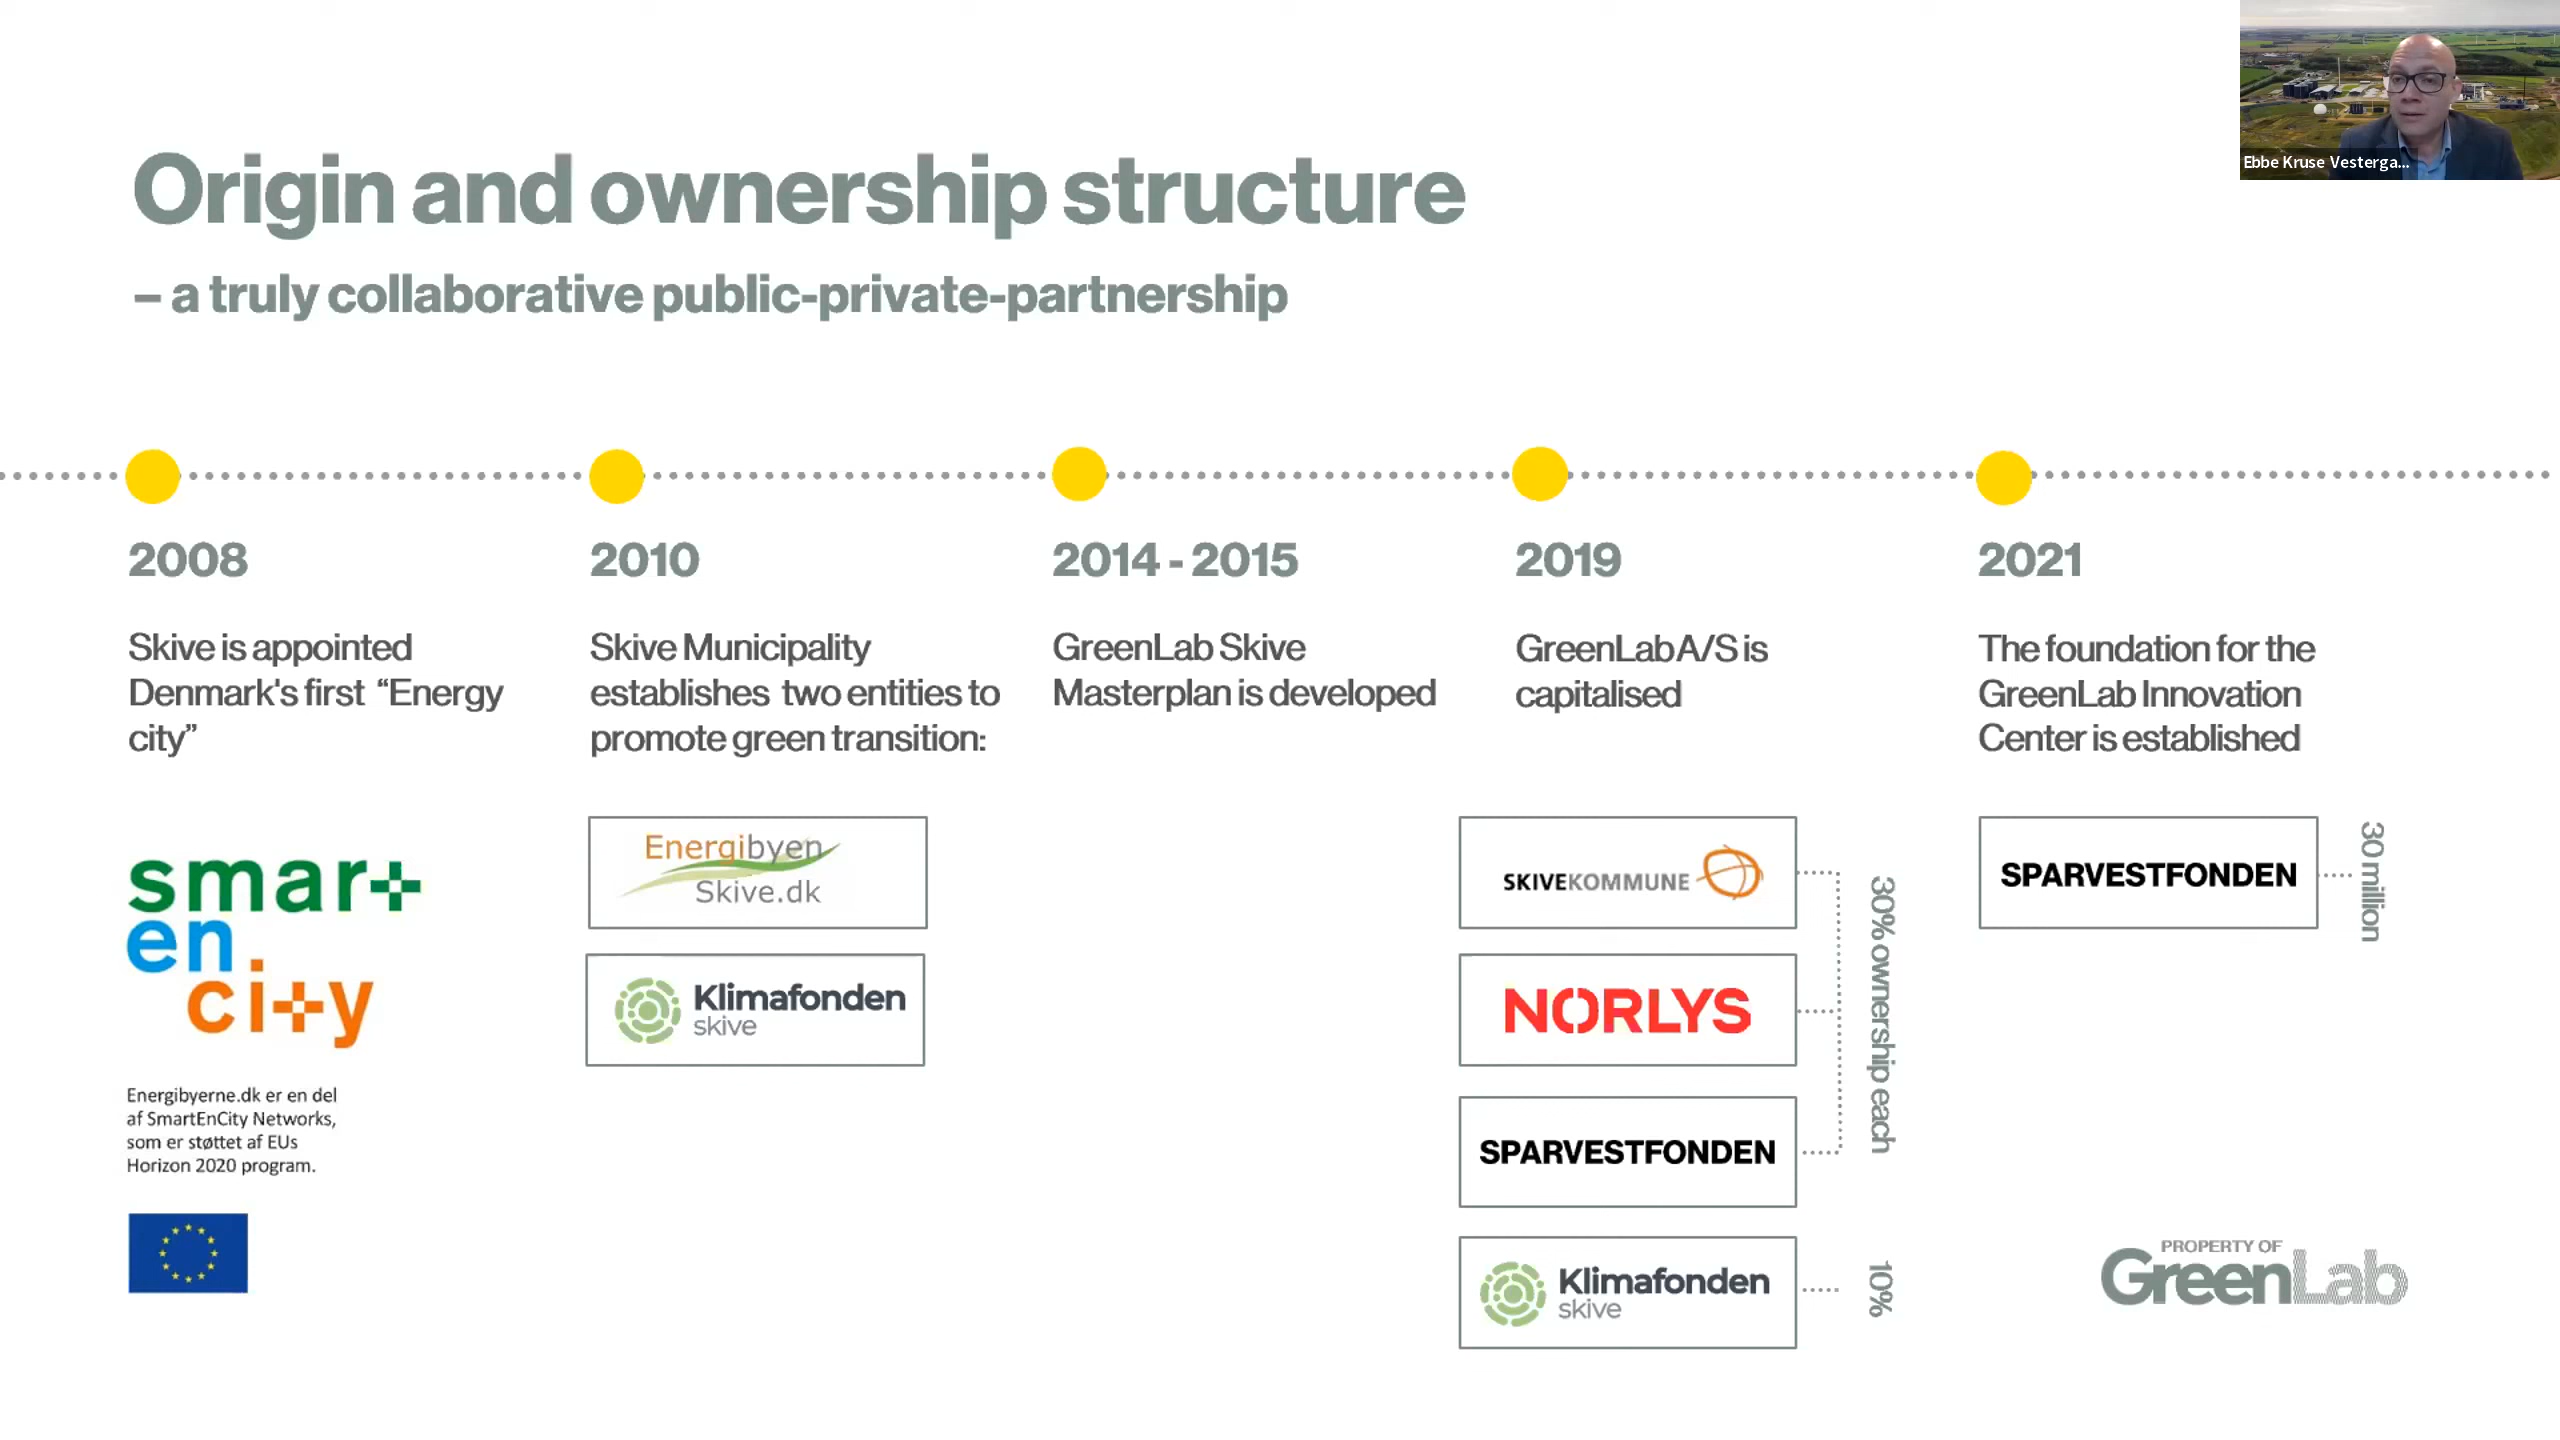 Ebbe Kruse Vesterga...
Origin and ownership structure
– a truly collaborative public-private-partnership
2008
Skive is appointed
Denmark's first “Energy
city”
smart
en
city
Energibyerne.dk er en del
af SmartEnCity Networks,
som er støttet af EUs
Horizon 2020 program.
2010
Skive Municipality
establishes two entities to
promote green transition:
Energibyen
Skive.dk
Klimafonden
skive
2014 - 2015
GreenLab Skive
Masterplan is developed
2019
GreenLab A/S is
capitalised
SKIVEKOMMUNE
NORLYS
SPARVESTFONDEN
30% ownership each
Klimafonden
skive
10%
2021
The foundation for the
GreenLab Innovation
Center is established
SPARVESTFONDEN
30 million
PROPERTY OF
GreenLab